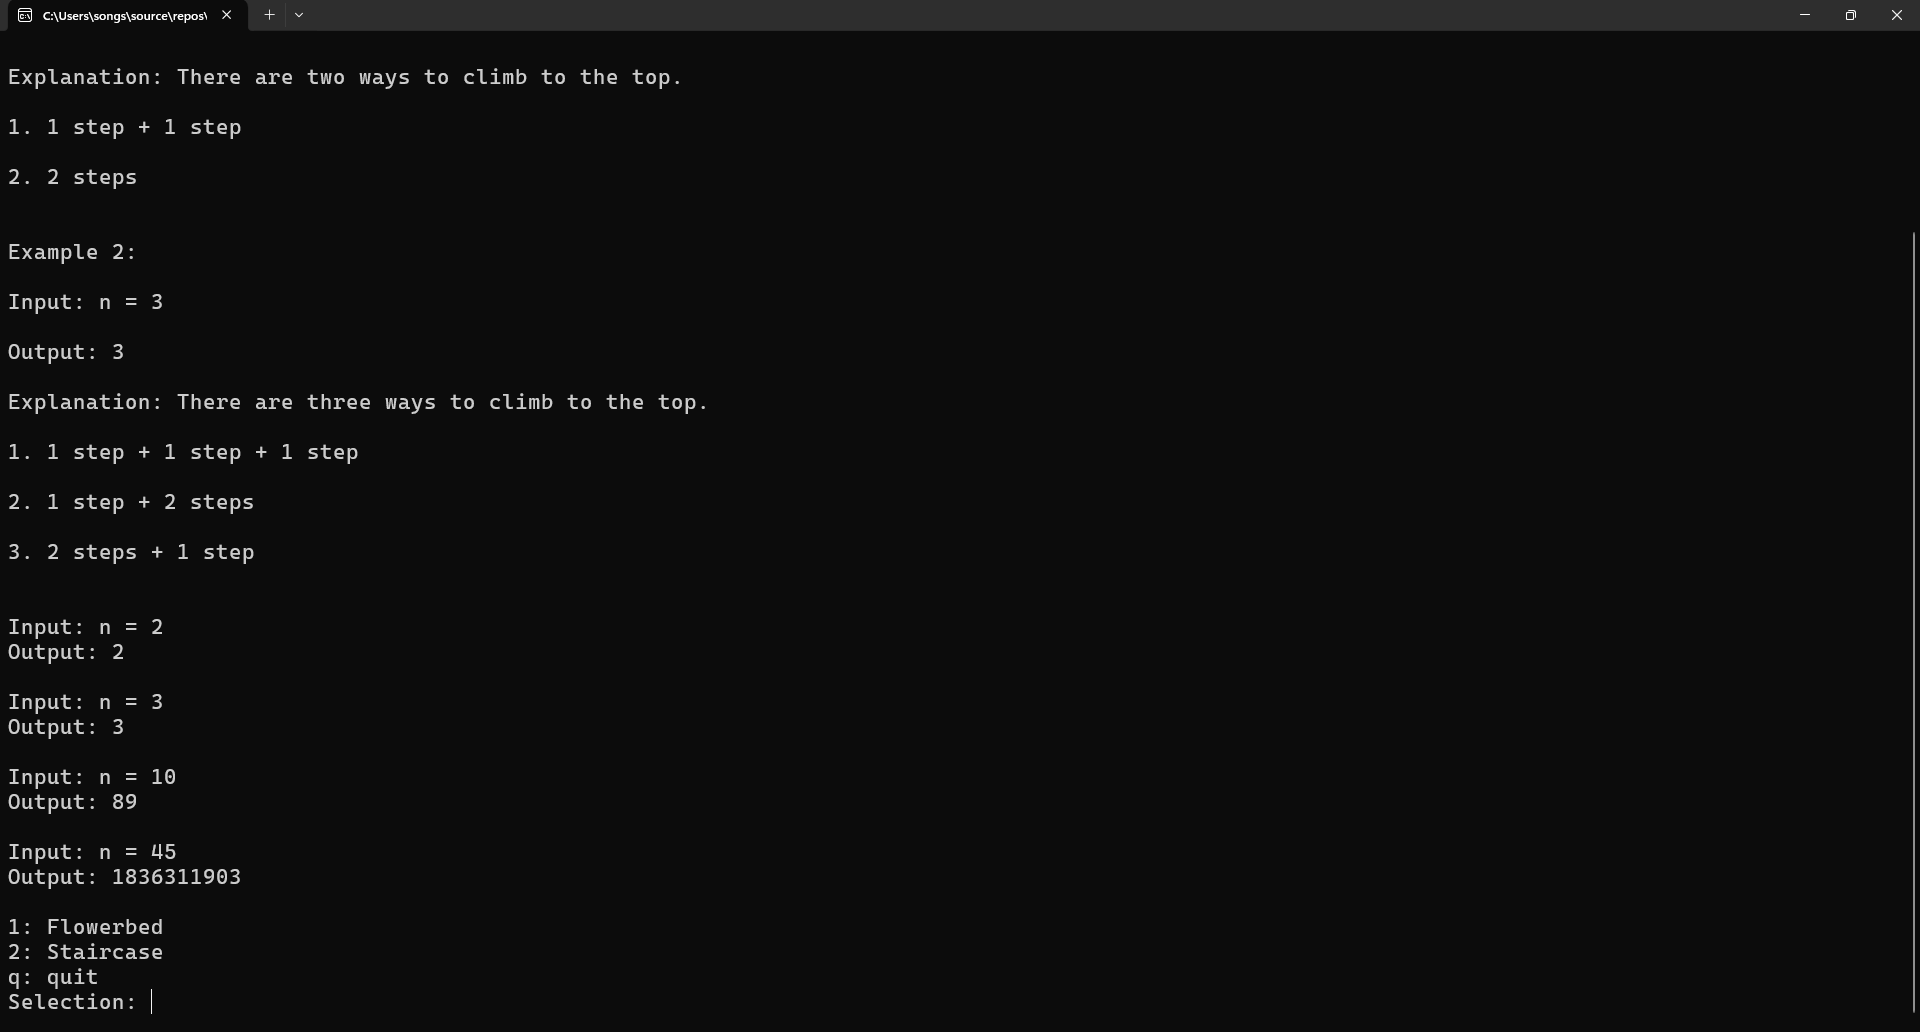 C:\Users\songs\source\repos\
Explanation: There are two ways to climb to the top.
1. 1 step + 1 step
2. 2 steps
Example 2:
Input: n = 3
Output: 3
Explanation: There are three ways to climb to the top.
1. 1 step + 1 step + 1 step
2. 1 step + 2 steps
3. 2 steps + 1 step
Input: n = 2
Output: 2
Input: n = 3
Output: 3
Input: n = 10
Output: 89
Input: n = 45
Output: 1836311903
1: Flowerbed
2: Staircase
q: quit
Selection: